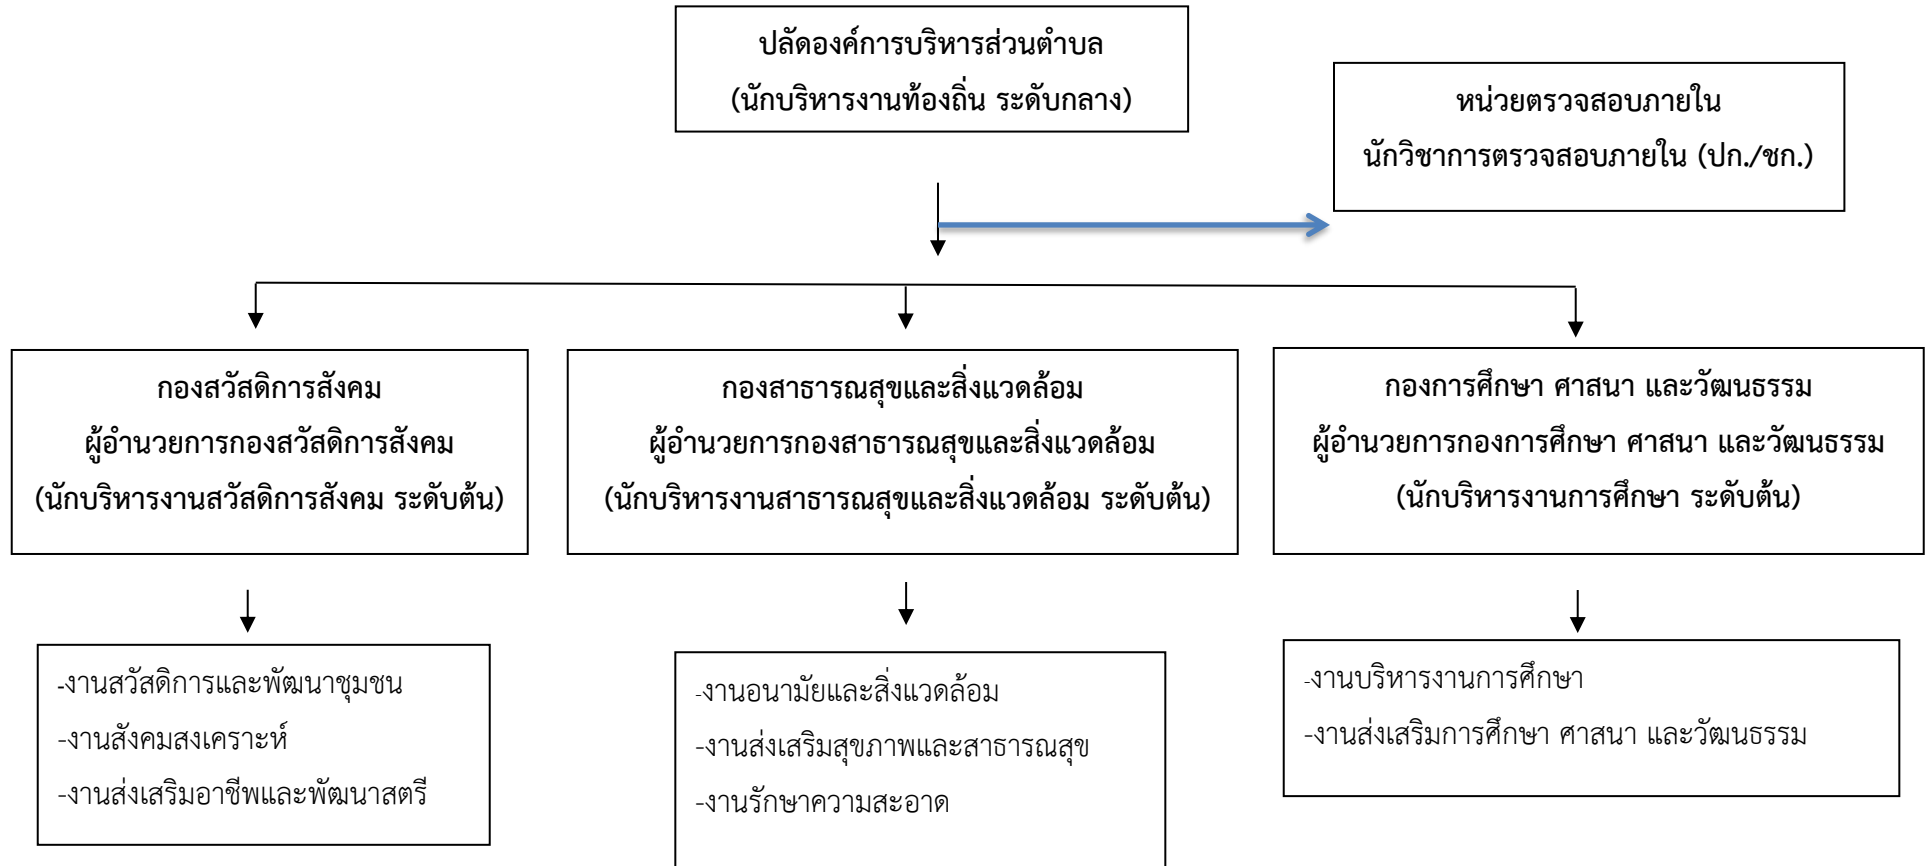 ปลัดองค์การบริหารส่วนตำบล
(นักบริหารงานท้องถิ่น ระดับกลาง)
หน่วยตรวจสอบภายใน
นักวิชาการตรวจสอบภายใน (ปก./ชก.)
กองสวัสดิการสังคม
ผู้อำนวยการกองสวัสดิการสังคม
(นักบริหารงานสวัสดิการสังคม ระดับต้น)
กองสาธารณสุขและสิ่งแวดล้อม
ผู้อำนวยการกองสาธารณสุขและสิ่งแวดล้อม
(นักบริหารงานสาธารณสุขและสิ่งแวดล้อม ระดับต้น)
กองการศึกษา ศาสนา และวัฒนธรรม
ผู้อำนวยการกองการศึกษา ศาสนา และวัฒนธรรม
(นักบริหารงานการศึกษา ระดับต้น)
-งานสวัสดิการและพัฒนาชุมชน
-งานสังคมสงเคราะห์
-งานส่งเสริมอาชีพและพัฒนาสตรี
-งานอนามัยและสิ่งแวดล้อม
-งานส่งเสริมสุขภาพและสาธารณสุข
-งานรักษาความสะอาด
-งานบริหารงานการศึกษา
-งานส่งเสริมการศึกษา ศาสนา และวัฒนธรรม